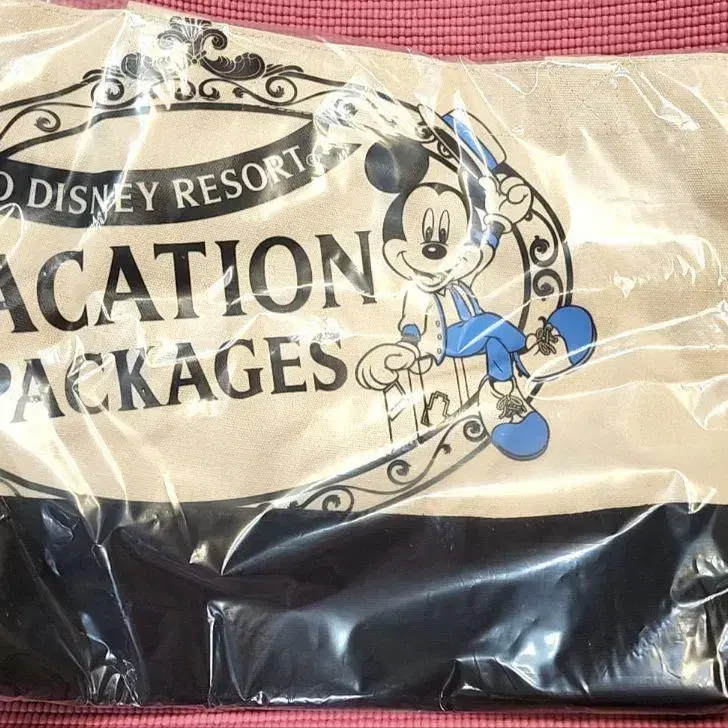 O DISNEY RESORT®
ACATION
PACKAGES